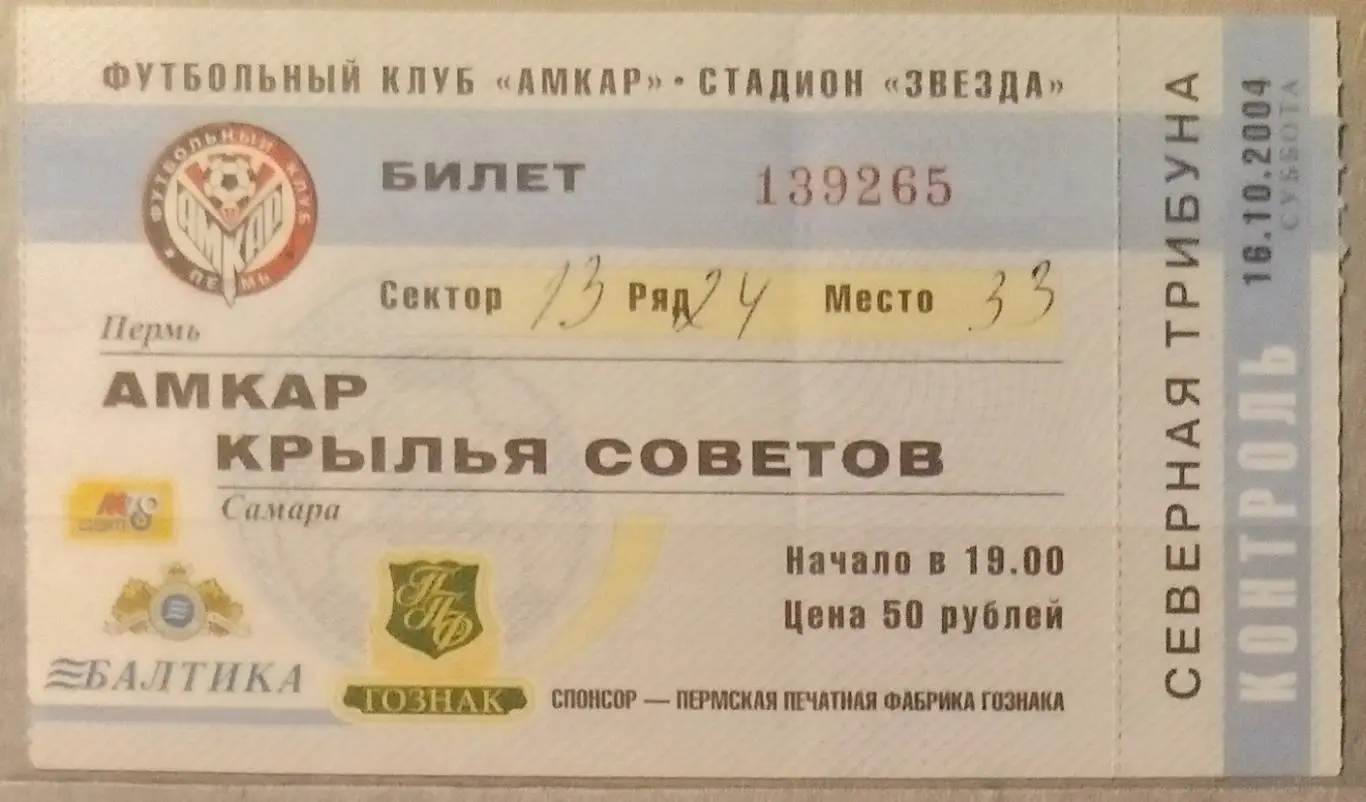 ФУТБОЛЬНЫЙ КЛУБ «АМКАР» · СТАДИОН «ЗВЕЗДА»
ФУТБОЛЬНЫЙ КЛУБ
АМКАР
ПЕРМЬ
БИЛЕТ 139265
Сектор 13 Ряд 24 Место 33
Пермь
АМКАР
КРЫЛЬЯ СОВЕТОВ
Самара
Начало в 19.00
Цена 50 рублей
БАЛТИКА
ГОЗНАК
СПОНСОР — ПЕРМСКАЯ ПЕЧАТНАЯ ФАБРИКА ГОЗНАКА
СЕВЕРНАЯ ТРИБУНА
КОНТРОЛЬ
16.10.2004
СУББОТА